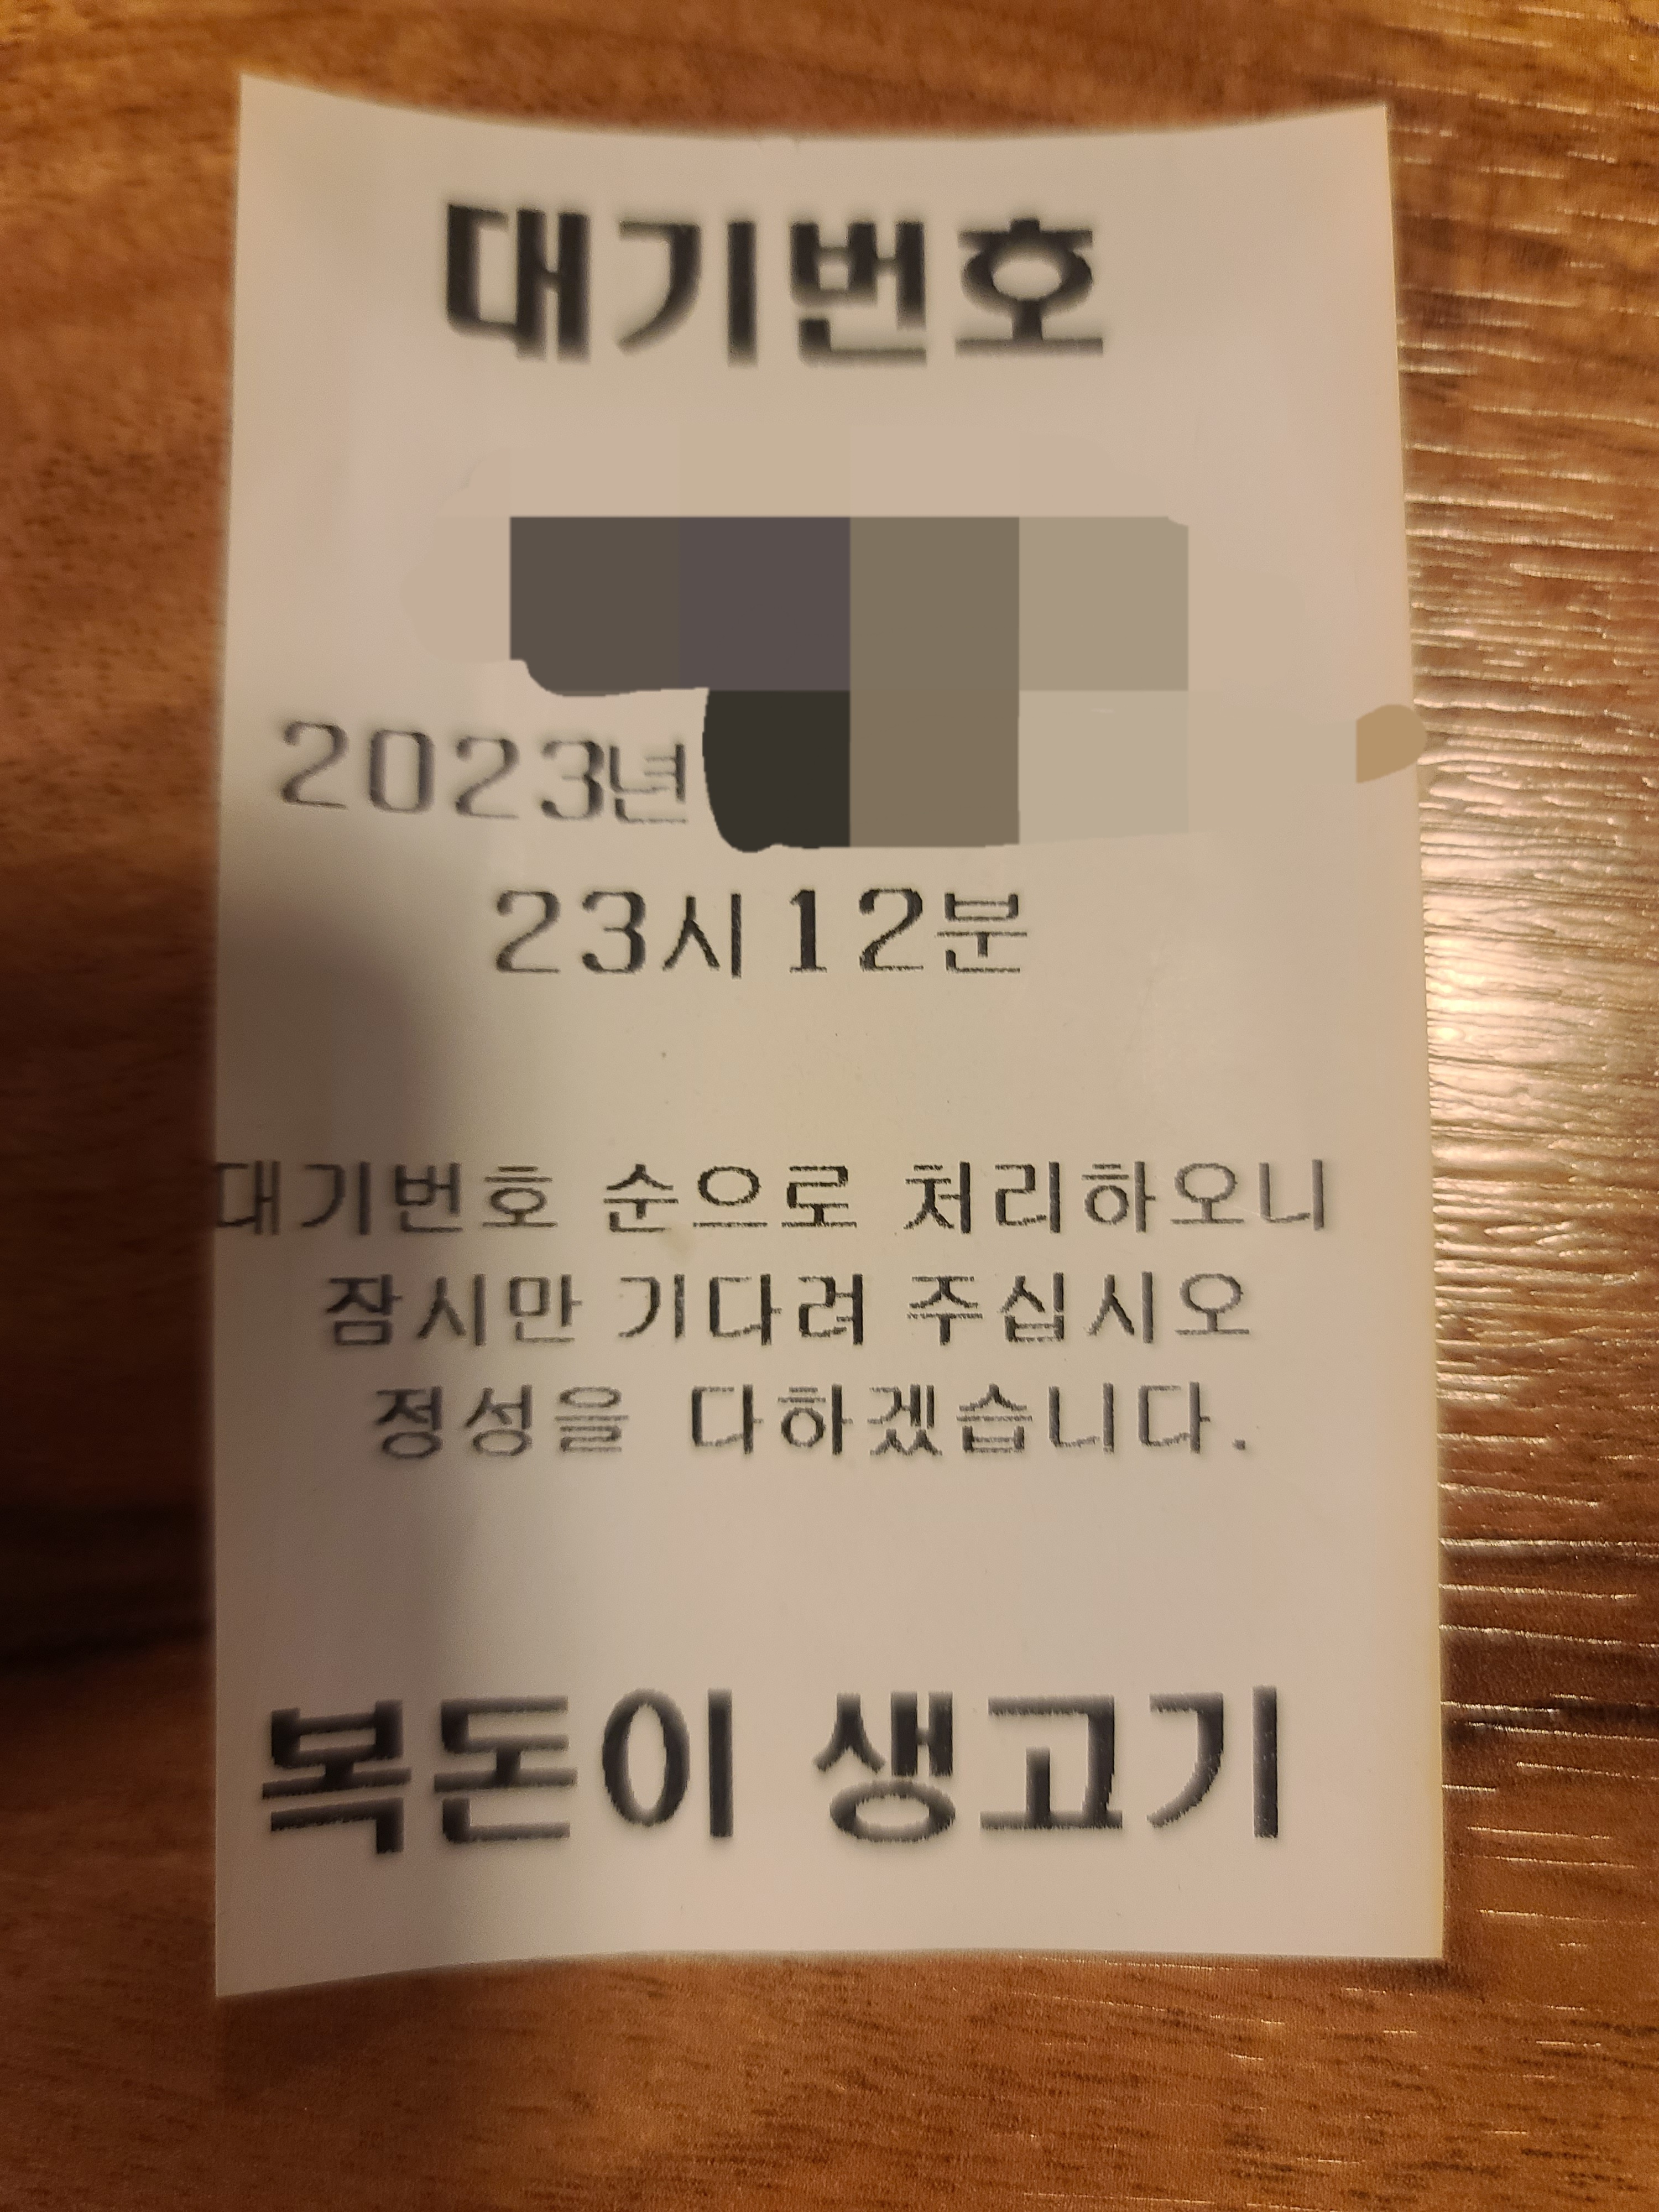 대기번호
2023년
23시12분
대기번호 순으로 처리하오니
잠시만 기다려 주십시오
정성을 다하겠습니다.
복돈이 생고기